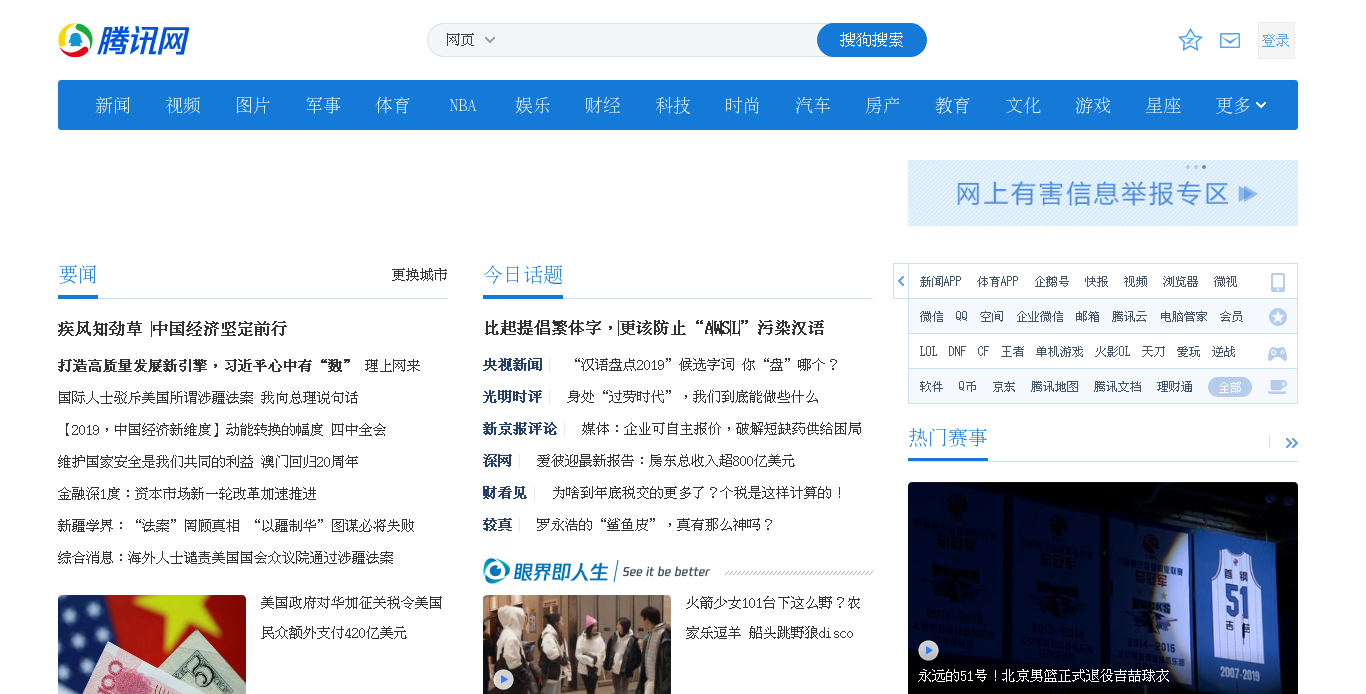 腾讯网
网页
搜狗搜索
登录
新闻 视频 图片 军事 体育 NBA 娱乐 财经 科技 时尚 汽车 房产 教育 文化 游戏 星座 更多
网上有害信息举报专区
要闻
更换城市
疾风知劲草 中国经济坚定前行
打造高质量发展新引擎，习近平心中有“数” 理上网来
国际人士驳斥美国所谓涉疆法案 我向总理说句话
【2019，中国经济新维度】动能转换的幅度 四中全会
维护国家安全是我们共同的利益 澳门回归20周年
金融深1度：资本市场新一轮改革加速推进
新疆学界：“法案”罔顾真相 “以疆制华”图谋必将失败
综合消息：海外人士谴责美国国会众议院通过涉疆法案
美国政府对华加征关税令美国
民众额外支付420亿美元
今日话题
比起提倡繁体字，更该防止“AWSL”污染汉语
央视新闻 “汉语盘点2019”候选字词 你“盘”哪个？
光明时评 身处“过劳时代”，我们到底能做些什么
新京报评论 媒体：企业可自主报价，破解短缺药供给困局
深网 爱彼迎最新报告：房东总收入超800亿美元
财看见 为啥到年底税交的更多了？个税是这样计算的！
较真 罗永浩的“鲨鱼皮”，真有那么神吗？
眼界即人生 See it be better
火箭少女101台下这么野？农
家乐逗羊 船头跳野狼disco
新闻APP 体育APP 企鹅号 快报 视频 浏览器 微视
微信 QQ 空间 企业微信 邮箱 腾讯云 电脑管家 会员
LOL DNF CF 王者 单机游戏 火影OL 天刀 爱玩 逆战
软件 Q币 京东 腾讯地图 腾讯文档 理财通 全部
热门赛事
总冠军
总冠军
总冠军
2011-2012
2013-2014
2014-2015
首钢
51
吉喆
2007-2019
永远的51号！北京男篮正式退役吉喆球衣